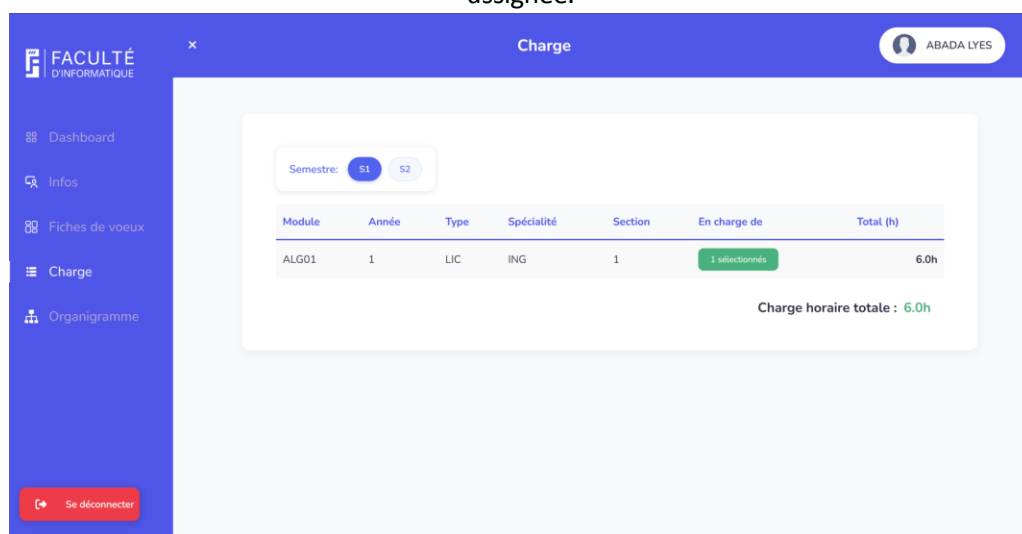 assignée.
FACULTÉ
D'INFORMATIQUE
×
Charge
ABADA LYES
Dashboard
Infos
Fiches de voeux
Charge
Organigramme
Se déconnecter
Semestre: S1 S2
Module Année Type Spécialité Section En charge de Total (h)
ALG01 1 LIC ING 1 1 sélectionnés 6.0h
Charge horaire totale : 6.0h